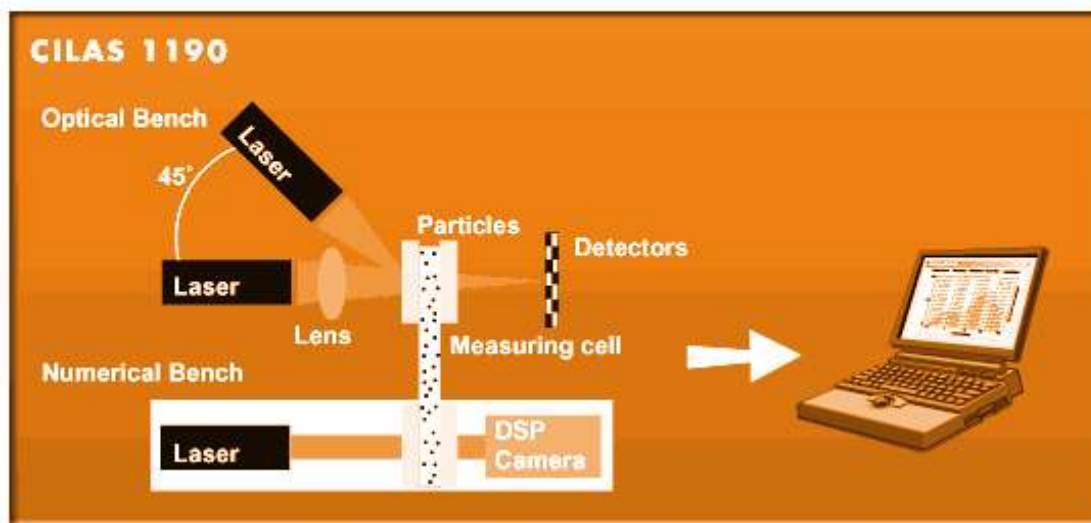 CILAS 1190
Optical Bench
Laser
45°
Particles
Detectors
Laser
Lens
Measuring cell
Numerical Bench
Laser
DSP
Camera